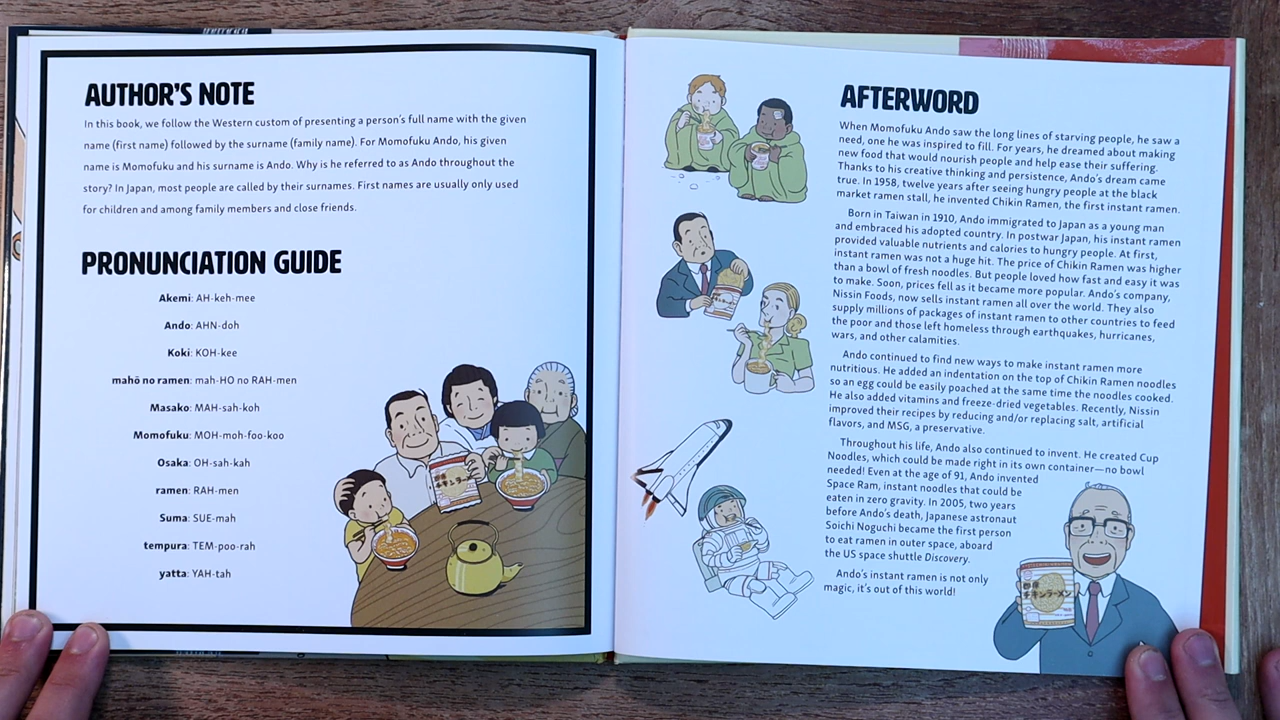 AUTHOR'S NOTE
In this book, we follow the Western custom of presenting a person's full name with the given
name (first name) followed by the surname (family name). For Momofuku Ando, his given
name is Momofuku and his surname is Ando. Why is he referred to as Ando throughout the
story? In Japan, most people are called by their surnames. First names are usually only used
for children and among family members and close friends.
PRONUNCIATION GUIDE
Akemi: AH-keh-mee
Ando: AHN-doh
Koki: KOH-kee
mahō no ramen: mah-HO no RAH-men
Masako: MAH-sah-koh
Momofuku: MOH-moh-foo-koo
Osaka: OH-sah-kah
ramen: RAH-men
Suma: SUE-mah
tempura: TEM-poo-rah
yatta: YAH-tah
AFTERWORD
When Momofuku Ando saw the long lines of starving people, he saw a
need, one he was inspired to fill. For years, he dreamed about making
new food that would nourish people and help ease their suffering.
Thanks to his creative thinking and persistence, Ando's dream came
true. In 1958, twelve years after seeing hungry people at the black
market ramen stall, he invented Chikin Ramen, the first instant ramen.
Born in Taiwan in 1910, Ando immigrated to Japan as a young man
and embraced his adopted country. In postwar Japan, his instant ramen
provided valuable nutrients and calories to hungry people. At first,
instant ramen was not a huge hit. The price of Chikin Ramen was higher
than a bowl of fresh noodles. But people loved how fast and easy it was
to make. Soon, prices fell as it became more popular. Ando's company,
Nissin Foods, now sells instant ramen all over the world. They also
supply millions of packages of instant ramen to other countries to feed
the poor and those left homeless through earthquakes, hurricanes,
wars, and other calamities.
Ando continued to find new ways to make instant ramen more
nutritious. He added an indentation on the top of Chikin Ramen noodles
so an egg could be easily poached at the same time the noodles cooked.
He also added vitamins and freeze-dried vegetables. Recently, Nissin
improved their recipes by reducing and/or replacing salt, artificial
flavors, and MSG, a preservative.
Throughout his life, Ando also continued to invent. He created Cup
Noodles, which could be made right in its own container—no bowl
needed! Even at the age of 91, Ando invented
Space Ram, instant noodles that could be
eaten in zero gravity. In 2005, two years
before Ando's death, Japanese astronaut
Soichi Noguchi became the first person
to eat ramen in outer space, aboard
the US space shuttle Discovery.
Ando's instant ramen is not only
magic, it's out of this world!
チキンラーメン